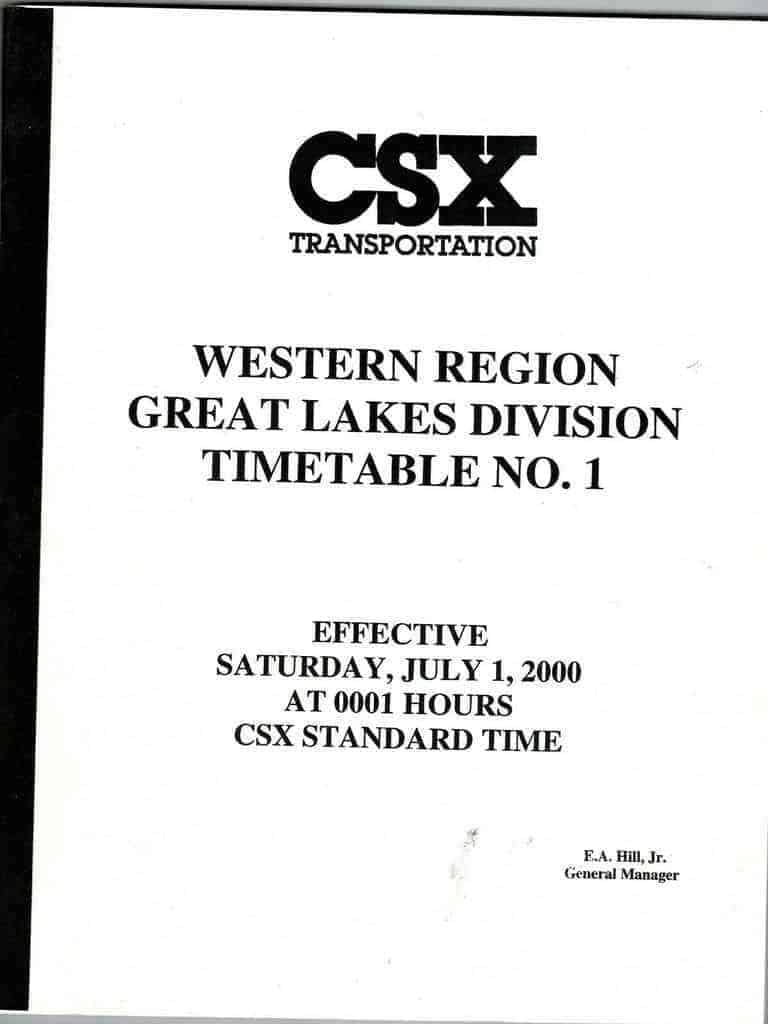 CSX
TRANSPORTATION
WESTERN REGION
GREAT LAKES DIVISION
TIMETABLE NO. 1
EFFECTIVE
SATURDAY, JULY 1, 2000
AT 0001 HOURS
CSX STANDARD TIME
E.A. Hill, Jr.
General Manager